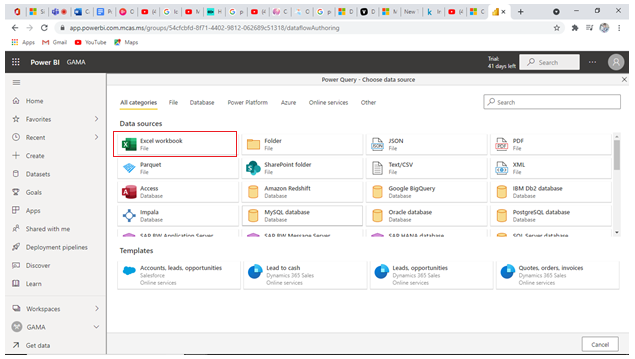 app.powerbi.com.mcas.ms/groups/54cfcbfd-8f71-4402-9812-062689c51318/dataflowAuthoring
Apps
Gmail
YouTube
Maps
Power BI
GAMA
Trial:
41 days left
Search
Power Query - Choose data source
Home
Favorites
Recent
Create
Datasets
Goals
Apps
Shared with me
Deployment pipelines
Discover
Learn
Workspaces
GAMA
Get data
All categories
File
Database
Power Platform
Azure
Online services
Other
Search
Data sources
Excel workbook
File
Folder
File
JSON
File
PDF
File
Parquet
File
SharePoint folder
File
Text/CSV
File
XML
File
Access
Database
Amazon Redshift
Database
Google BigQuery
Database
IBM Db2 database
Database
Impala
Database
MySQL database
Database
Oracle database
Database
PostgreSQL database
Database
SAP BW Application Server
SAP BW Message Server
SAP HANA database
SQL Server database
Templates
Accounts, leads, opportunities
Salesforce
Online services
Lead to cash
Dynamics 365 Sales
Online services
Leads, opportunities
Dynamics 365 Sales
Online services
Quotes, orders, invoices
Dynamics 365 Sales
Online services
Cancel